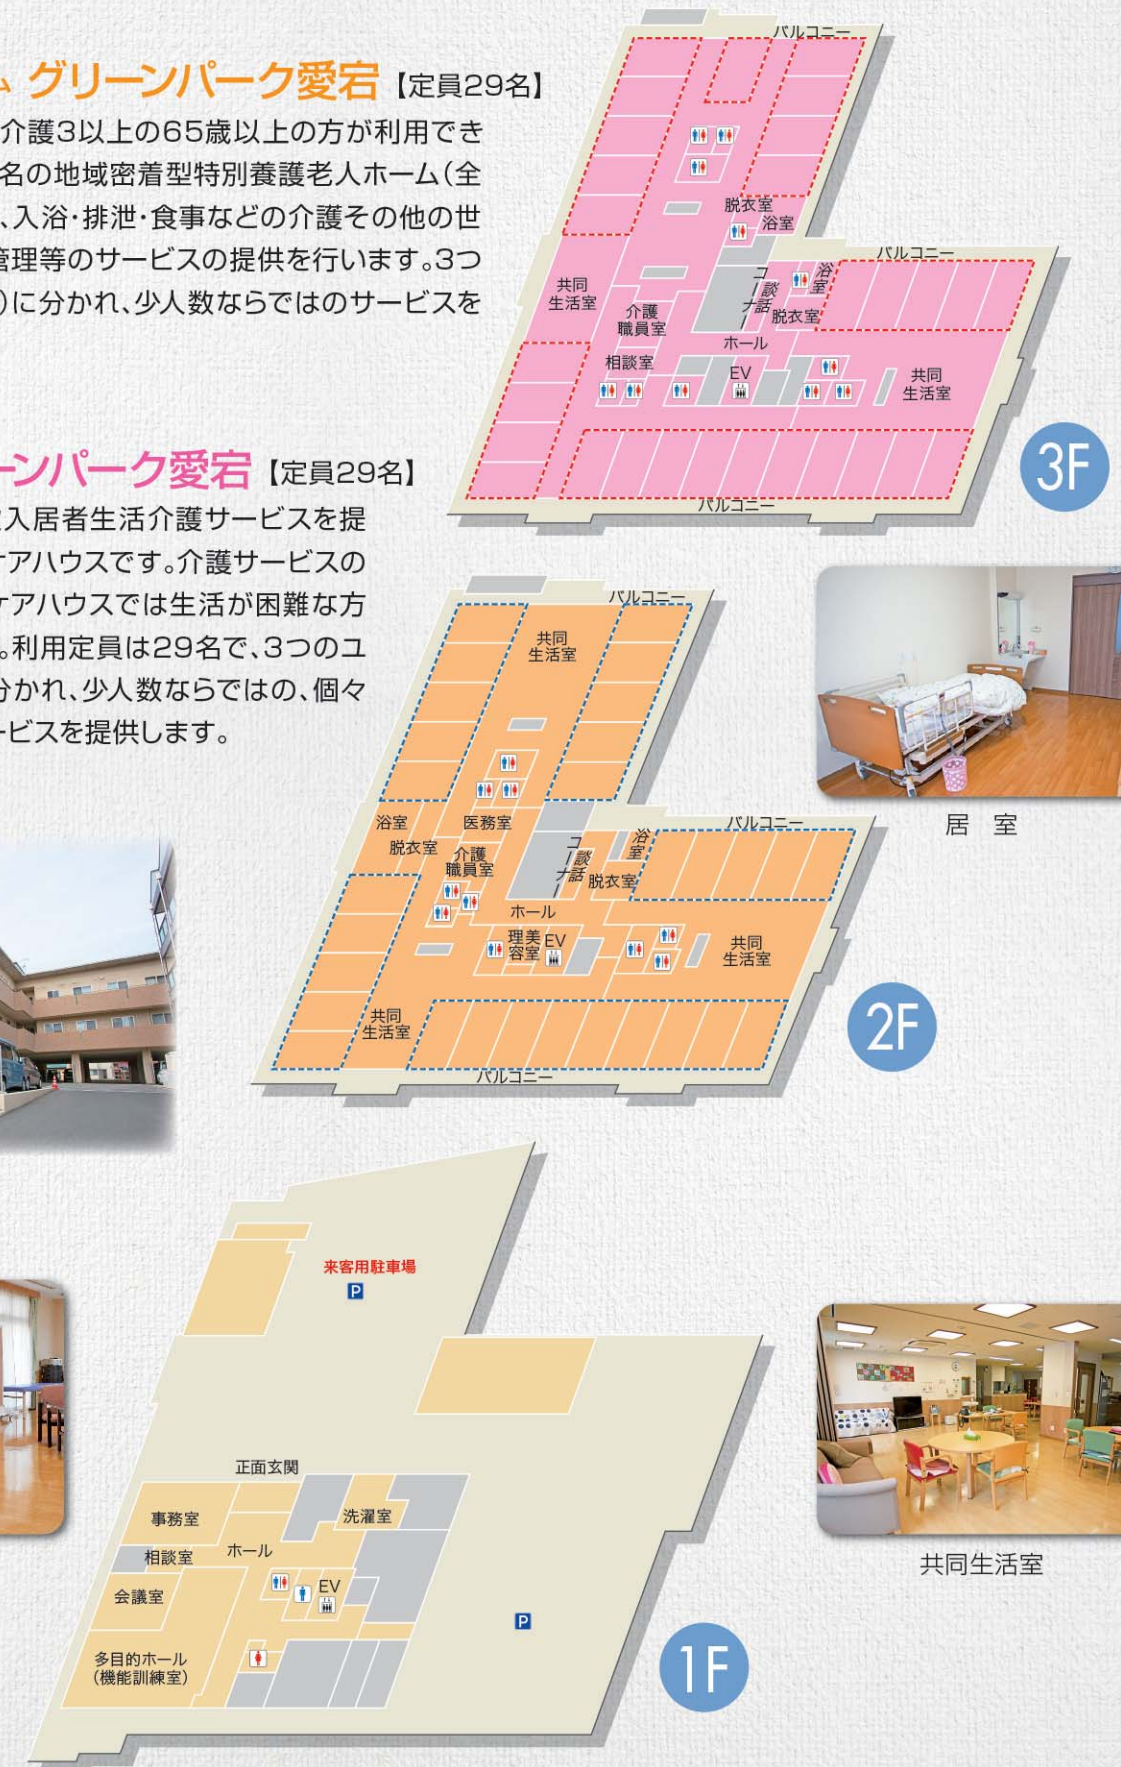 グリーンパーク愛宕【定員29名】
介護3以上の65歳以上の方が利用でき
名の地域密着型特別養護老人ホーム(全
、入浴・排泄・食事などの介護その他の世
管理等のサービスの提供を行います。3つ
)に分かれ、少人数ならではのサービスを
バルコニー
脱衣室
浴室
バルコニー
共同
生活室
介護
職員室
談話
コーナー
浴室
脱衣室
ホール
相談室
EV
共同
生活室
バルコニー
3F
ーンパーク愛宕【定員29名】
入居者生活介護サービスを提
ケアハウスです。介護サービスの
ケアハウスでは生活が困難な方
。利用定員は29名で、3つのユ
分かれ、少人数ならではの、個々
ービスを提供します。
バルコニー
共同
生活室
浴室
医務室
脱衣室
介護
職員室
談話
コーナー
浴室
脱衣室
バルコニー
ホール
理美
容室
EV
共同
生活室
共同
生活室
バルコニー
2F
居 室
来客用駐車場
P
正面玄関
事務室
洗濯室
相談室
ホール
会議室
EV
P
多目的ホール
(機能訓練室)
1F
共同生活室